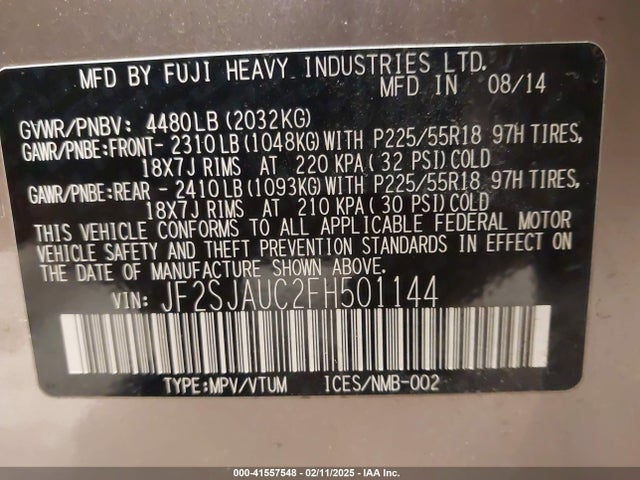 MFD BY FUJI HEAVY INDUSTRIES LTD.
MFD IN 08/14
GVWR/PNBV: 4480LB (2032KG)
GAWR/PNBE:FRONT- 2310LB (1048KG) WITH P225/55R18 97H TIRES,
18X7J RIMS AT 220 KPA( 32 PSI) COLD
GAWR/PNBE:REAR - 2410LB (1093KG) WITH P225/55R18 97H TIRES,
18X7J RIMS AT 210 KPA( 30 PSI) COLD
THIS VEHICLE CONFORMS TO ALL APPLICABLE FEDERAL MOTOR
VEHICLE SAFETY AND THEFT PREVENTION STANDARDS IN EFFECT ON
THE DATE OF MANUFACTURE SHOWN ABOVE.
VIN: JF2SJAUC2FH501144
TYPE:MPV/VTUM ICES/NMB-002
000-41557548 - 02/11/2025 - IAA Inc.